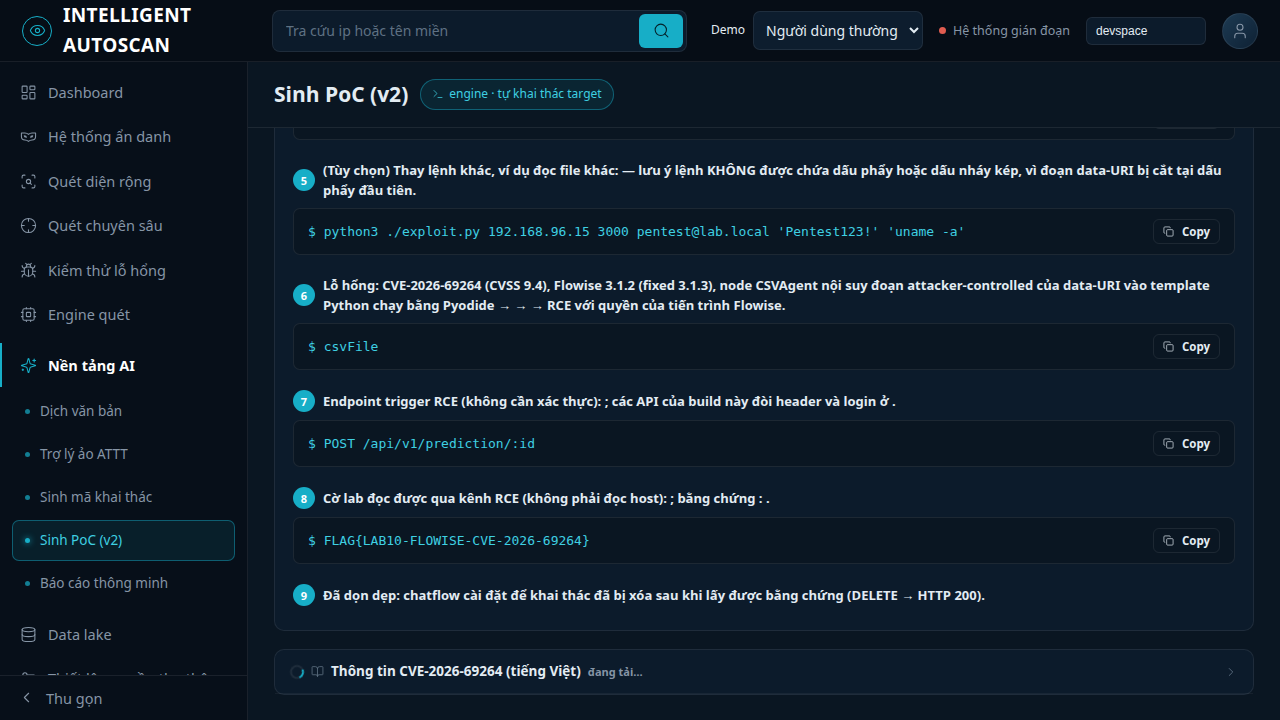 INTELLIGENT
AUTOSCAN
Tra cứu ip hoặc tên miền
Demo
Người dùng thường
Hệ thống gián đoạn
devspace
Dashboard
Hệ thống ẩn danh
Quét diện rộng
Quét chuyên sâu
Kiểm thử lỗ hổng
Engine quét
Nền tảng AI
Dịch văn bản
Trợ lý ảo ATTT
Sinh mã khai thác
Sinh PoC (v2)
Báo cáo thông minh
Data lake
Thu gọn
Sinh PoC (v2)
>_ engine · tự khai thác target
5 (Tùy chọn) Thay lệnh khác, ví dụ đọc file khác: — lưu ý lệnh KHÔNG được chứa dấu phẩy hoặc dấu nháy kép, vì đoạn data-URI bị cắt tại dấu
phẩy đầu tiên.
$ python3 ./exploit.py 192.168.96.15 3000 pentest@lab.local 'Pentest123!' 'uname -a'
Copy
6 Lỗ hổng: CVE-2026-69264 (CVSS 9.4), Flowise 3.1.2 (fixed 3.1.3), node CSVAgent nội suy đoạn attacker-controlled của data-URI vào template
Python chạy bằng Pyodide → → → RCE với quyền của tiến trình Flowise.
$ csvFile
Copy
7 Endpoint trigger RCE (không cần xác thực): ; các API của build này đòi header và login ở .
$ POST /api/v1/prediction/:id
Copy
8 Cờ lab đọc được qua kênh RCE (không phải đọc host): ; bằng chứng : .
$ FLAG{LAB10-FLOWISE-CVE-2026-69264}
Copy
9 Đã dọn dẹp: chatflow cài đặt để khai thác đã bị xóa sau khi lấy được bằng chứng (DELETE → HTTP 200).
Thông tin CVE-2026-69264 (tiếng Việt) đang tải...